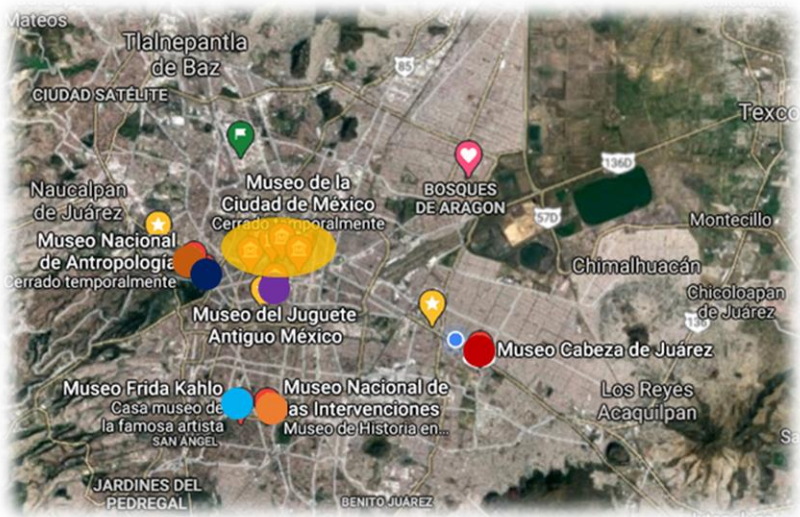 Mateos
Tlalnepantla
de Baz
85
CIUDAD SATÉLITE
Texco
136D
Museo de la
Ciudad de México
Cerrado temporalmente
BOSQUES
DE ARAGON
Naucalpan
de Juárez
57D
Montecillo
Museo Nacional
de Antropología
Cerrado temporalmente
Chimalhuacán
Chicoloapan
de Juárez
136
Museo del Juguete
Antiguo México
Museo Cabeza de Juárez
Museo Frida Kahlo
Casa museo de
la famosa artista
SAN ÁNGEL
Museo Nacional de
as Intervenciones
Museo de Historia en...
Los Reyes
Acaquilpan
Sa
JARDINES DEL
PEDREGAL
BENITO JUÁREZ